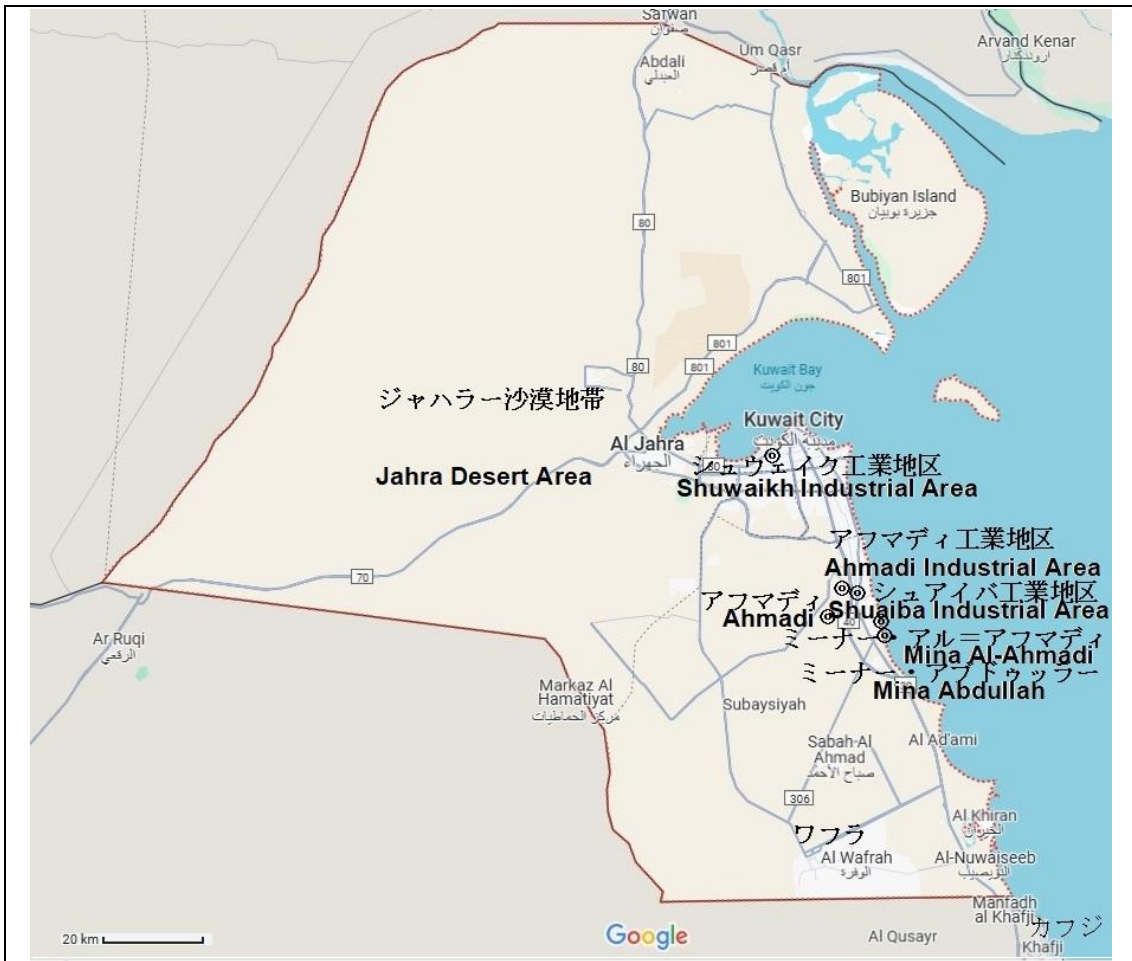 Safwan
صفوان
Um Qasr
أم قصر
Arvand Kenar
اروندکنار
Abdali
العبدلي
Bubiyan Island
جزيرة بوبيان
80
801
801
80
801
Kuwait Bay
جون الكويت
ジャハラー沙漠地帯
Kuwait City
مدينة الكويت
Al Jahra
الجهراء
80
シュウェイク工業地区
Jahra Desert Area
Shuwaikh Industrial Area
アフマディ工業地区
Ahmadi Industrial Area
70
アフマディ
シュアイバ工業地区
Shuaiba Industrial Area
Ahmadi
40
ミーナー・アル＝アフマディ
Mina Al-Ahmadi
Ar Ruqi
الرقعي
ミーナー・アブドゥッラー
Mina Abdullah
Markaz Al
Hamatiyat
مركز الحماطيات
Subaysiyah
Sabah Al
Ahmad
صباح الأحمد
Al Ad'ami
306
Al Khiran
الخيران
ワフラ
Al Wafrah
الوفرة
Al-Nuwaiseeb
النويصيب
Manfadh
al Khafji
カフジ
Khafji
20 km
Google
Al Qusayr